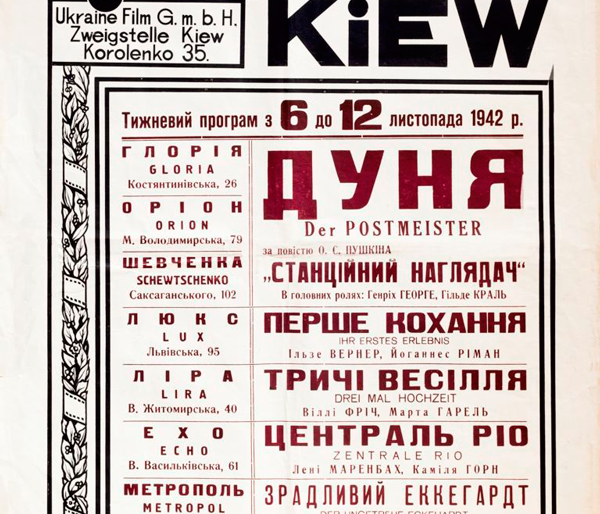 Ukraine Film G. m. b. H.
Zweigstelle Kiew
Korolenko 35.
KiEW
Тижневий програм з 6 до 12 листопада 1942 р.
ГЛОРІЯ
GLORIA
Костянтинівська, 26
ОРІОН
ORION
М. Володимирська, 79
ШЕВЧЕНКА
SCHEWTSCHENKO
Саксаганського, 102
ДУНЯ
Der POSTMEISTER
за повістю О. С. ПУШКІНА
„СТАНЦІЙНИЙ НАГЛЯДАЧ“
В головних ролях: Генріх ГЕОРГЕ, Гільде КРАЛЬ
ЛЮКС
LUX
Львівська, 95
ПЕРШЕ КОХАННЯ
IHR ERSTES ERLEBNIS
Ільзе ВЕРНЕР, Йоганнес РІМАН
ЛІРА
LIRA
В. Житомирська, 40
ТРИЧІ ВЕСІЛЛЯ
DREI MAL HOCHZEIT
Віллі ФРІЧ, Марта ГАРЕЛЬ
ЕХО
ECHO
В. Васильківська, 61
ЦЕНТРАЛЬ РІО
ZENTRALE RIO
Лені МАРЕНБАХ, Каміля ГОРН
МЕТРОПОЛЬ
METROPOL
ЗРАДЛИВИЙ ЕККЕГАРДТ